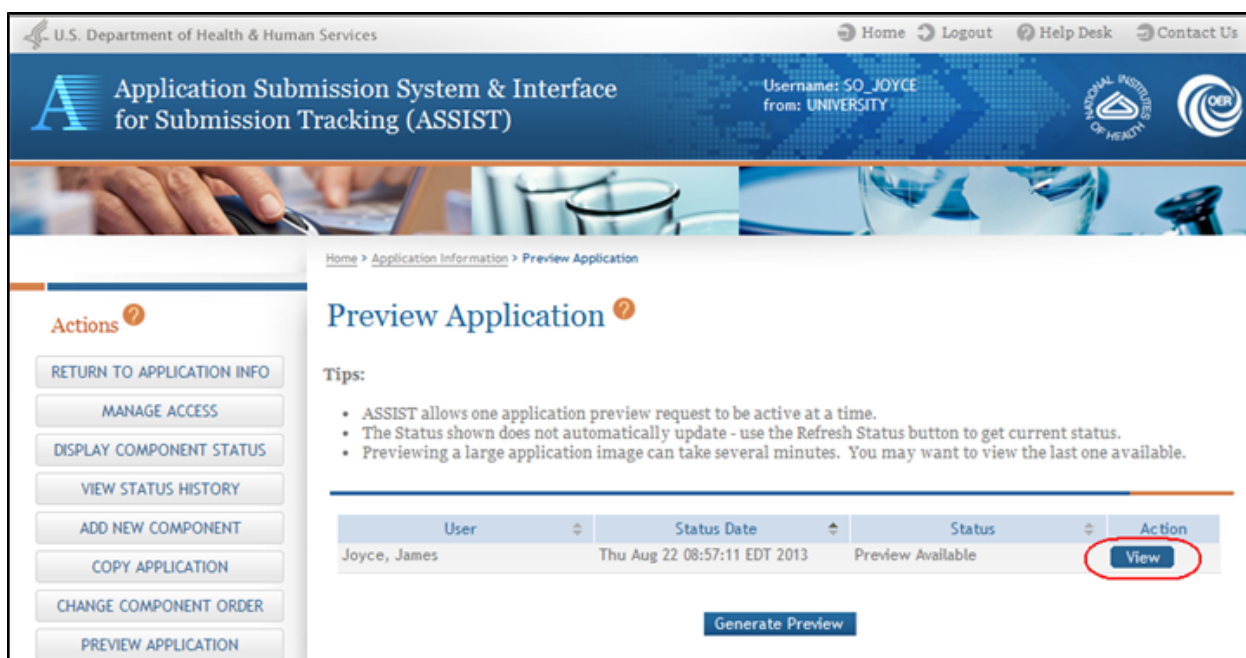 U.S. Department of Health & Human Services
Home Logout Help Desk Contact Us
A Application Submission System & Interface
for Submission Tracking (ASSIST)
Username: SO_JOYCE
from: UNIVERSITY
NATIONAL INSTITUTES OF HEALTH
OER
Home > Application Information > Preview Application
Actions ?
RETURN TO APPLICATION INFO
MANAGE ACCESS
DISPLAY COMPONENT STATUS
VIEW STATUS HISTORY
ADD NEW COMPONENT
COPY APPLICATION
CHANGE COMPONENT ORDER
PREVIEW APPLICATION
Preview Application ?
Tips:
• ASSIST allows one application preview request to be active at a time.
• The Status shown does not automatically update - use the Refresh Status button to get current status.
• Previewing a large application image can take several minutes. You may want to view the last one available.
User Status Date Status Action
Joyce, James Thu Aug 22 08:57:11 EDT 2013 Preview Available View
Generate Preview